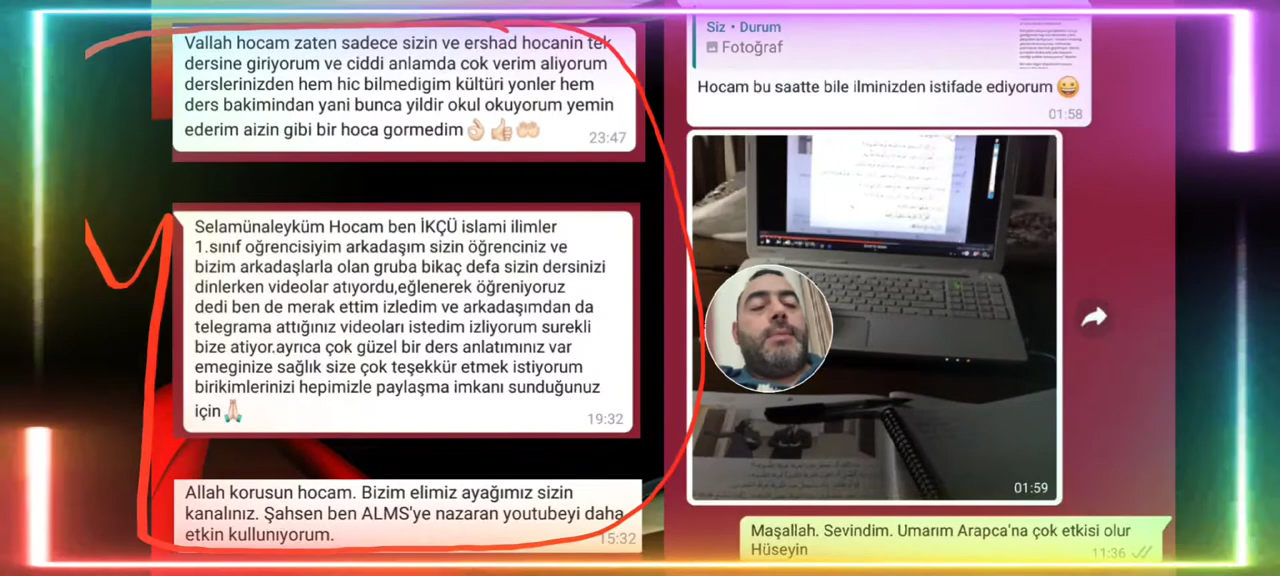 Vallah hocam zaten sadece sizin ve ershad hocanin tek
dersine giriyorum ve ciddi anlamda cok verim aliyorum
derslerinizden hem hic bilmedigim kültüri yonler hem
ders bakimindan yani bunca yildir okul okuyorum yemin
ederim aizin gibi bir hoca gormedim 👌🏻👍🏻🤲🏻
23:47
Selamünaleyküm Hocam ben İKÇÜ islami ilimler
1.sınıf oğrencisiyim arkadaşım sizin öğrenciniz ve
bizim arkadaşlarla olan gruba bikaç defa sizin dersinizi
dinlerken videolar atıyordu,eğlenerek öğreniyoruz
dedi ben de merak ettim izledim ve arkadaşımdan da
telegrama attığınız videoları istedim izliyorum surekli
bize atiyor.ayrıca çok güzel bir ders anlatımınız var
emeginize sağlık size çok teşekkür etmek istiyorum
birikimlerinizi hepimizle paylaşma imkanı sunduğunuz
için🙏🏻
19:32
Allah korusun hocam. Bizim elimiz ayağımız sizin
kanalınız. Şahsen ben ALMS'ye nazaran youtubeyi daha
etkin kullunıyorum.
15:32
Siz • Durum
Fotoğraf
Hocam bu saatte bile ilminizden istifade ediyorum 😀
01:58
01:59
Maşallah. Sevindim. Umarım Arapca'na çok etkisi olur
Hüseyin
11:36